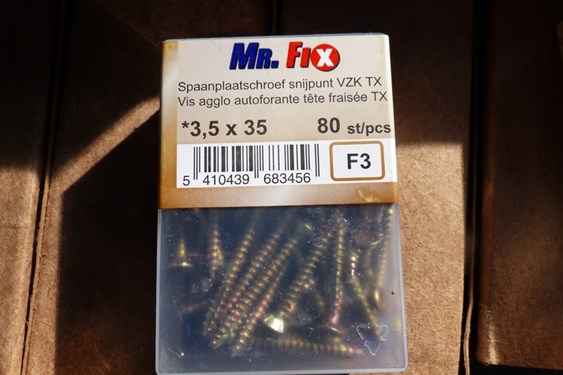 Mr. Fix
Spaanplaatschroef snijpunt VZK TX
Vis agglo autoforante tête fraisée TX
*3,5 x 35 80 st/pcs
5 410439 683456 F3